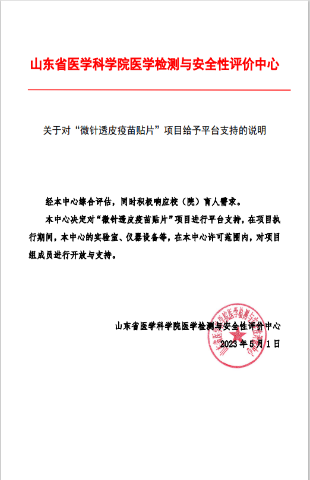 山东省医学科学院医学检测与安全性评价中心
关于对“微针透皮疫苗贴片”项目给予平台支持的说明
经本中心综合评估，同时积极响应校（院）育人需求。
本中心决定对“微针透皮疫苗贴片”项目进行平台支持，在项目执
行期间，本中心的实验室、仪器设备等，在本中心许可范围内，对项目
组成员进行开放与支持。
山东省医学科学院医学检测与安全性评价中心
2023 年 5 月 1 日